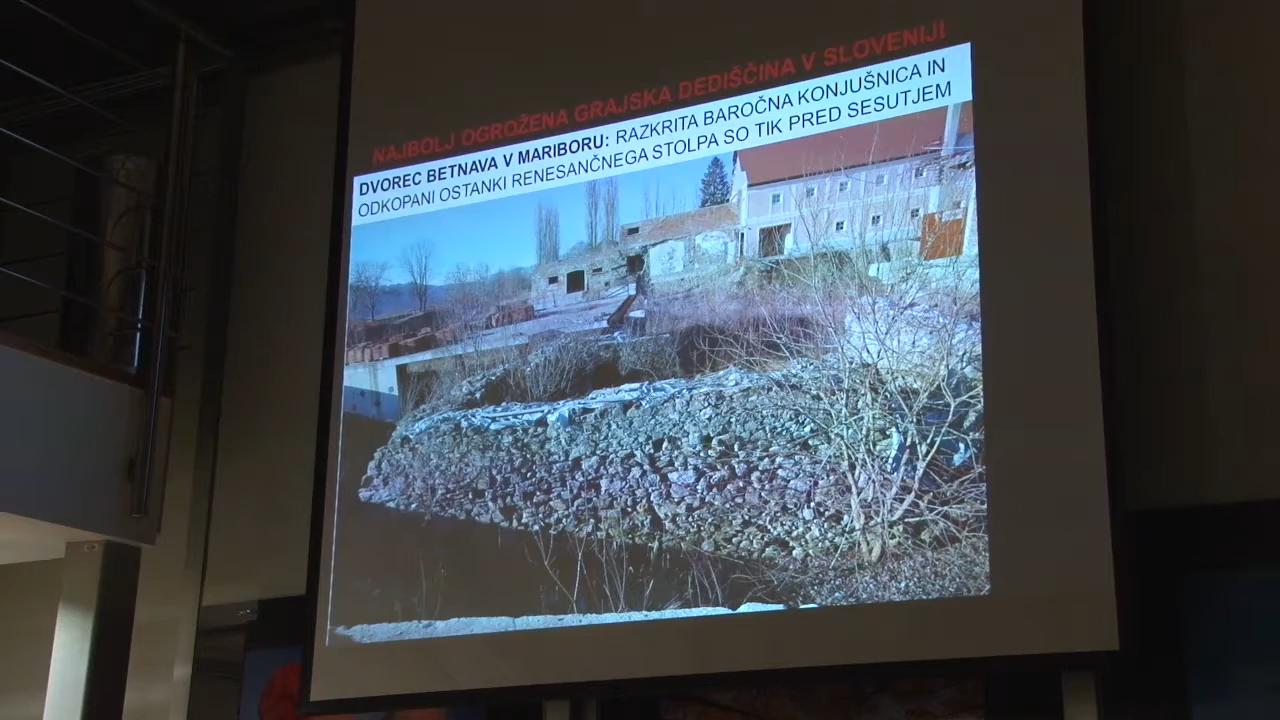 NAJBOLJ OGROŽENA GRAJSKA DEDIŠČINA V SLOVENIJI
DVOREC BETNAVA V MARIBORU: RAZKRITA BAROČNA KONJUŠNICA IN
ODKOPANI OSTANKI RENESANČNEGA STOLPA SO TIK PRED SESUTJEM